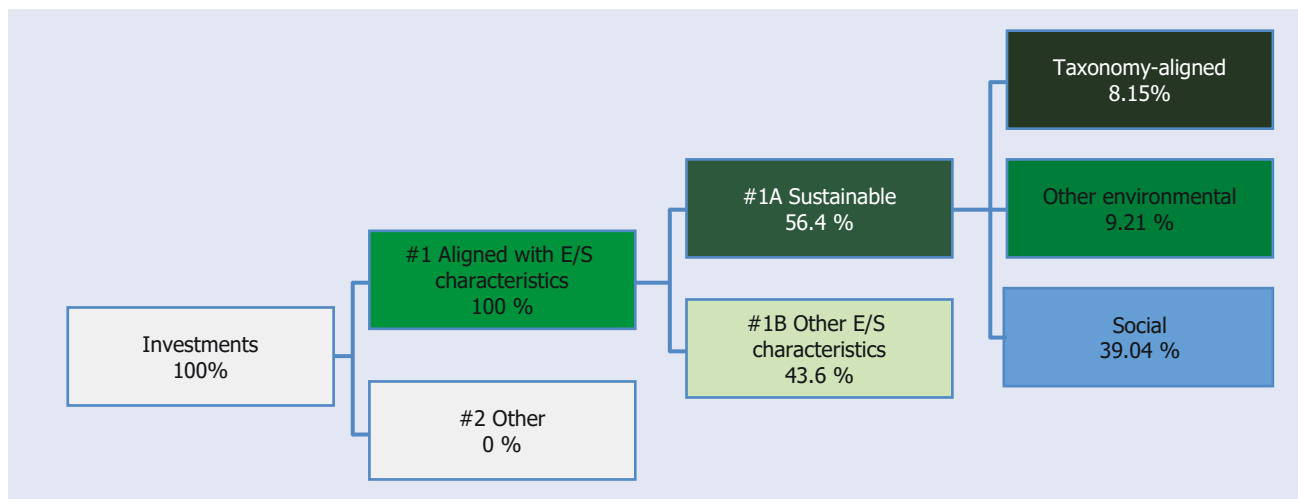 Investments
100%
#1 Aligned with E/S
characteristics
100 %
#2 Other
0 %
#1A Sustainable
56.4 %
#1B Other E/S
characteristics
43.6 %
Taxonomy-aligned
8.15%
Other environmental
9.21 %
Social
39.04 %